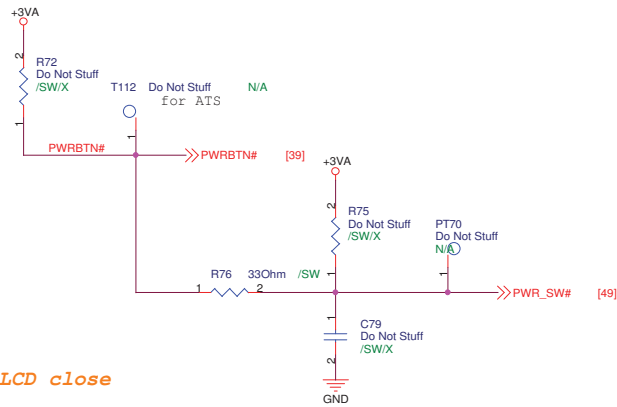 +3VA
2
R72
Do Not Stuff
/SW/X
1
T112 Do Not Stuff N/A
for ATS
1
PWRBTN#
PWRBTN# [39]
+3VA
2
R75
Do Not Stuff
/SW/X
1
PT70
Do Not Stuff
N/A
1
R76 33Ohm /SW
1 2
PWR_SW# [49]
1
C79
Do Not Stuff
/SW/X
2
GND
LCD close